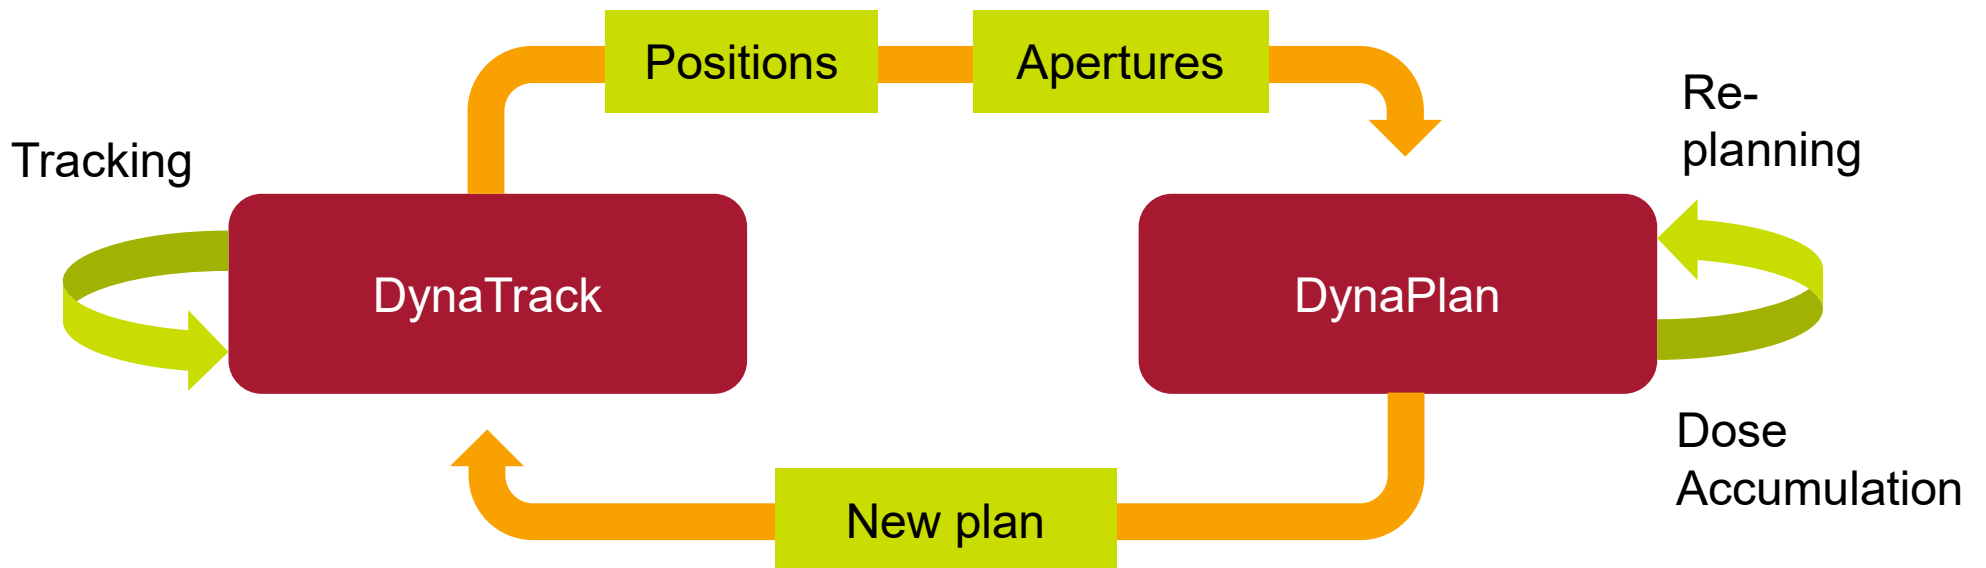 Positions
Apertures
Re-
planning
Tracking
DynaTrack
DynaPlan
Dose
Accumulation
New plan